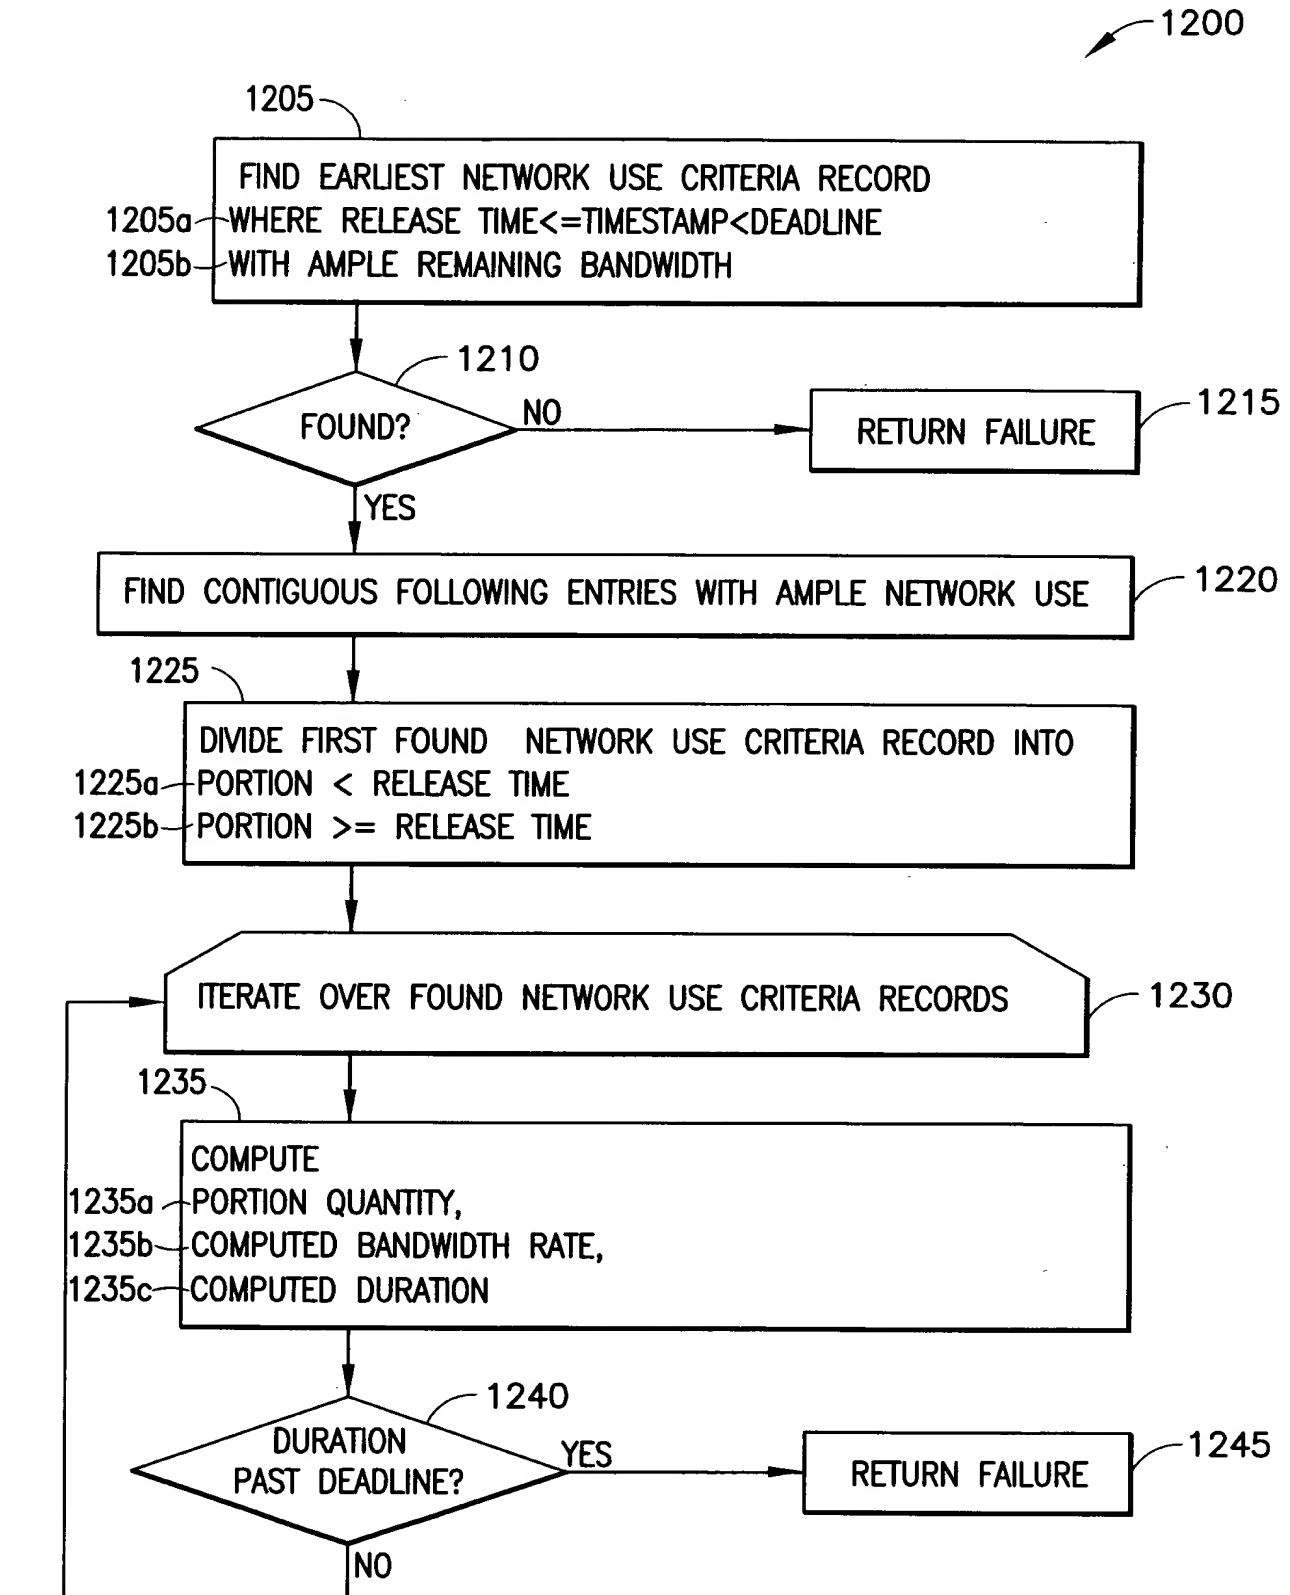 1200
1205
FIND EARLIEST NETWORK USE CRITERIA RECORD
1205a WHERE RELEASE TIME<=TIMESTAMP<DEADLINE
1205b WITH AMPLE REMAINING BANDWIDTH
1210
FOUND?
NO
RETURN FAILURE
1215
YES
FIND CONTIGUOUS FOLLOWING ENTRIES WITH AMPLE NETWORK USE
1220
1225
DIVIDE FIRST FOUND NETWORK USE CRITERIA RECORD INTO
1225a PORTION < RELEASE TIME
1225b PORTION >= RELEASE TIME
ITERATE OVER FOUND NETWORK USE CRITERIA RECORDS
1230
1235
COMPUTE
1235a PORTION QUANTITY,
1235b COMPUTED BANDWIDTH RATE,
1235c COMPUTED DURATION
1240
DURATION
PAST DEADLINE?
YES
RETURN FAILURE
1245
NO